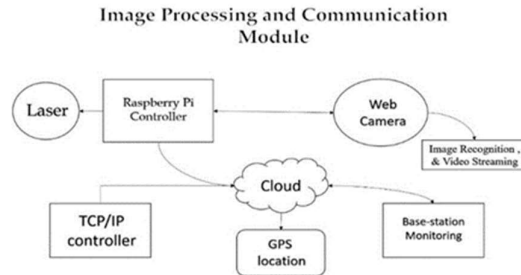 Image Processing and Communication
Module
Laser
Raspberry Pi
Controller
Web
Camera
Image Recognition ,
& Video Streaming
Cloud
TCP/IP
controller
GPS
location
Base-station
Monitoring